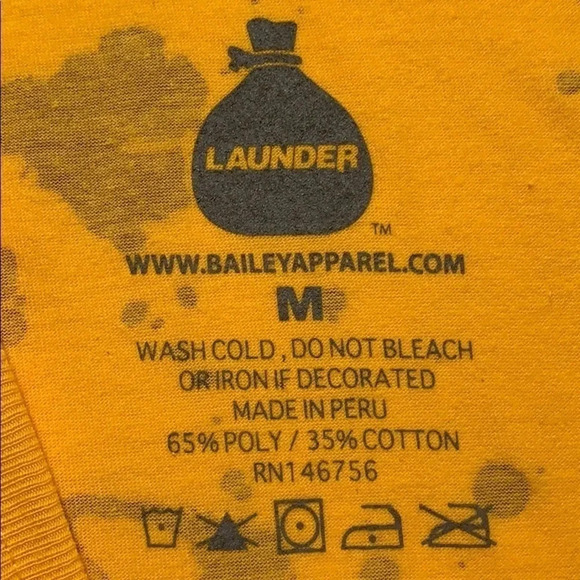 LAUNDER
TM
WWW.BAILEYAPPAREL.COM
M
WASH COLD, DO NOT BLEACH
OR IRON IF DECORATED
MADE IN PERU
65% POLY / 35% COTTON
RN146756